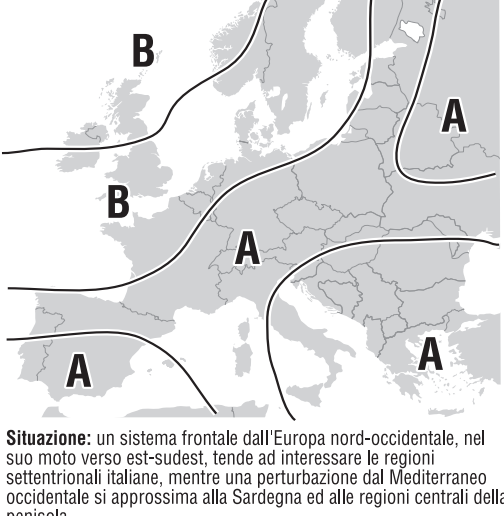 B
A
B
A
A
A
Situazione: un sistema frontale dall'Europa nord-occidentale, nel
suo moto verso est-sudest, tende ad interessare le regioni
settentrionali italiane, mentre una perturbazione dal Mediterraneo
occidentale si approssima alla Sardegna ed alle regioni centrali della
penisola